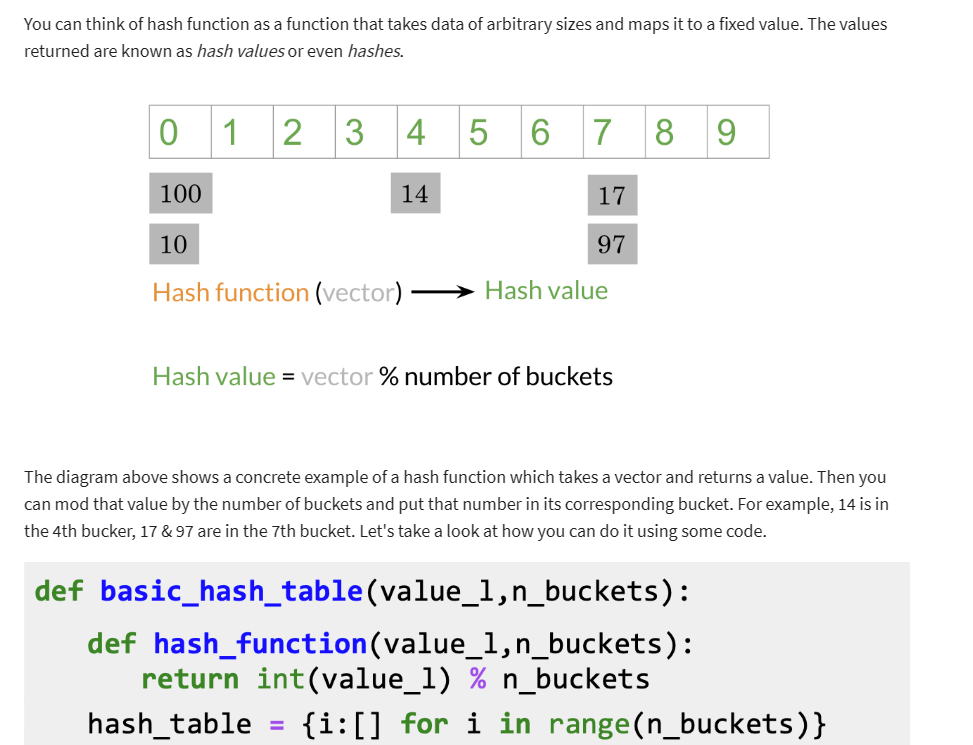 You can think of hash function as a function that takes data of arbitrary sizes and maps it to a fixed value. The values
returned are known as hash values or even hashes.
0 1 2 3 4 5 6 7 8 9
100 14 17
10 97
Hash function (vector) → Hash value
Hash value = vector % number of buckets
The diagram above shows a concrete example of a hash function which takes a vector and returns a value. Then you
can mod that value by the number of buckets and put that number in its corresponding bucket. For example, 14 is in
the 4th bucker, 17 & 97 are in the 7th bucket. Let's take a look at how you can do it using some code.
def basic_hash_table(value_l,n_buckets):
def hash_function(value_l,n_buckets):
return int(value_l) % n_buckets
hash_table = {i:[] for i in range(n_buckets)}